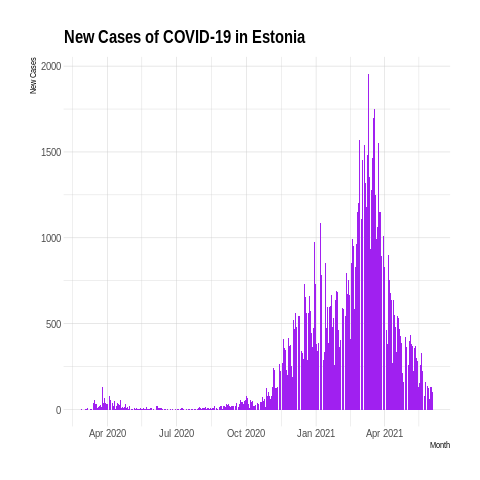 New Cases of COVID-19 in Estonia
New Cases
2000
1500
1000
500
0
Apr 2020 Jul 2020 Oct 2020 Jan 2021 Apr 2021
Month